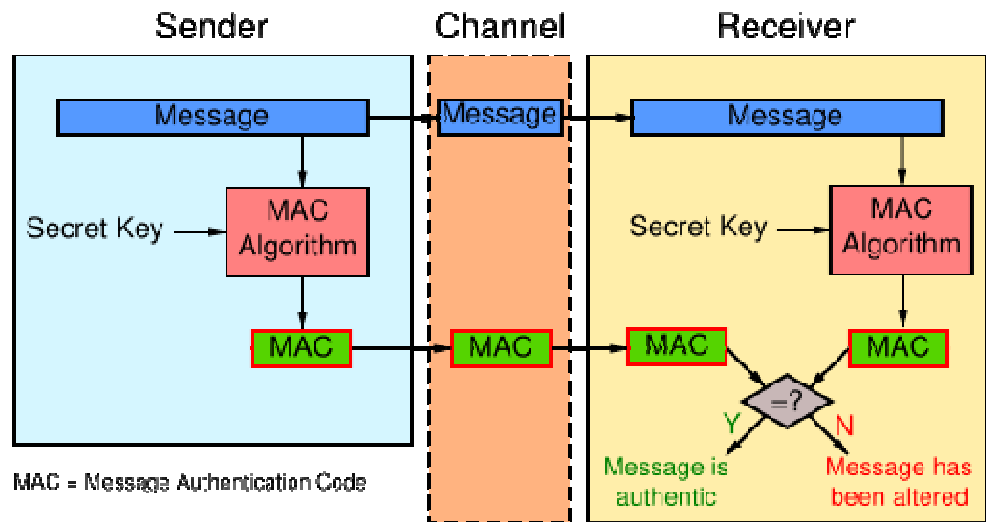 Sender
Channel
Receiver
Message
Message
Message
Secret Key
MAC
Algorithm
Secret Key
MAC
Algorithm
MAC
MAC
MAC
MAC
=?
Y
N
Message is
authentic
Message has
been altered
MAC = Message Authentication Code